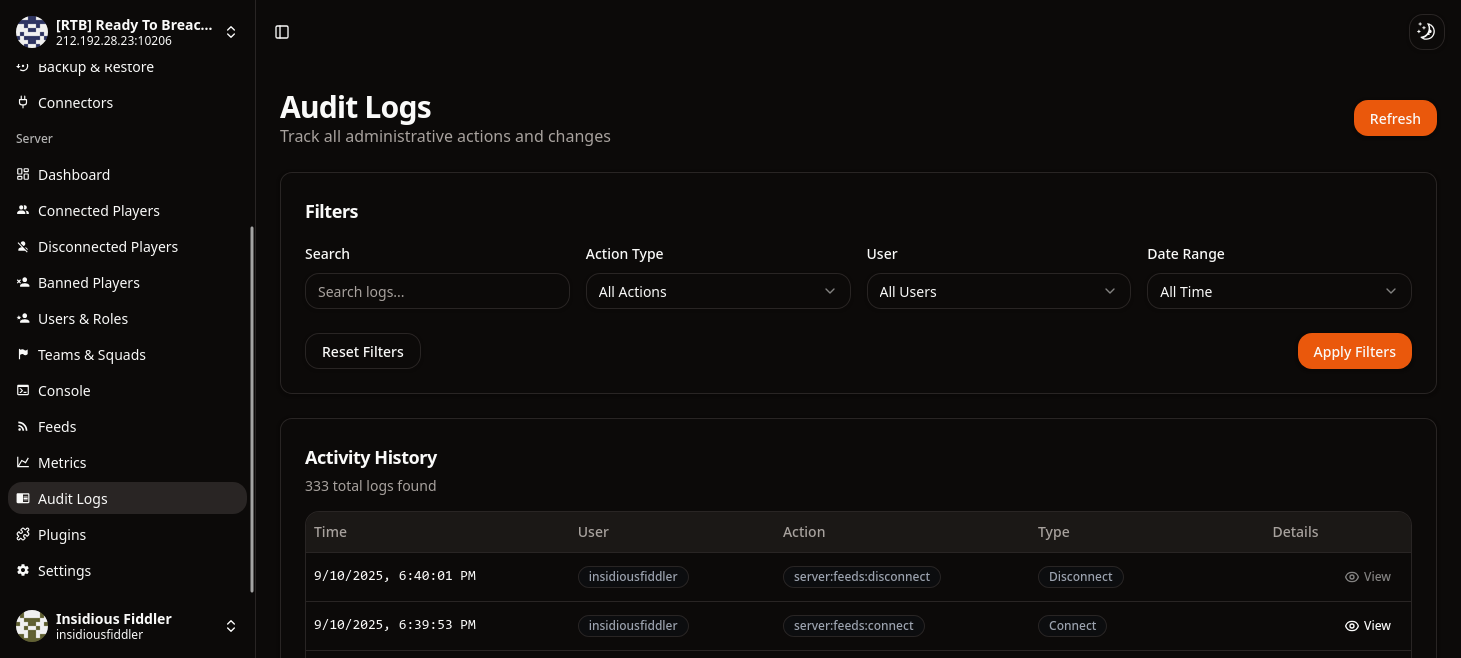 [RTB] Ready To Breac...
212.192.28.23:10206
Backup & Restore
Connectors
Server
Dashboard
Connected Players
Disconnected Players
Banned Players
Users & Roles
Teams & Squads
Console
Feeds
Metrics
Audit Logs
Plugins
Settings
Insidious Fiddler
insidiousfiddler
Audit Logs
Track all administrative actions and changes
Refresh
Filters
Search Action Type User Date Range
Search logs... All Actions All Users All Time
Reset Filters Apply Filters
Activity History
333 total logs found
Time User Action Type Details
9/10/2025, 6:40:01 PM insidiousfiddler server:feeds:disconnect Disconnect View
9/10/2025, 6:39:53 PM insidiousfiddler server:feeds:connect Connect View